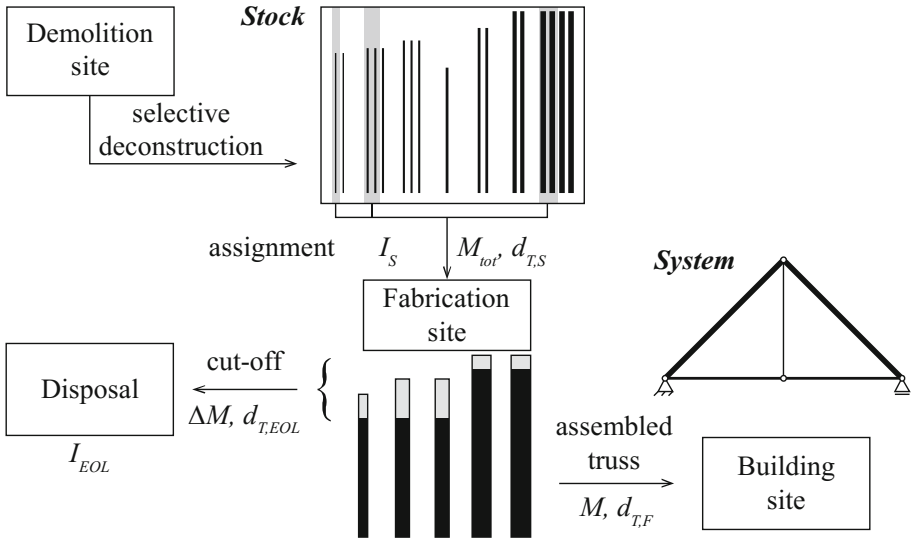 Demolition
site
Stock
selective
deconstruction
assignment
I_S
M_tot, d_T,S
System
Fabrication
site
Disposal
I_EOL
cut-off
ΔM, d_T,EOL
{
assembled
truss
M, d_T,F
Building
site